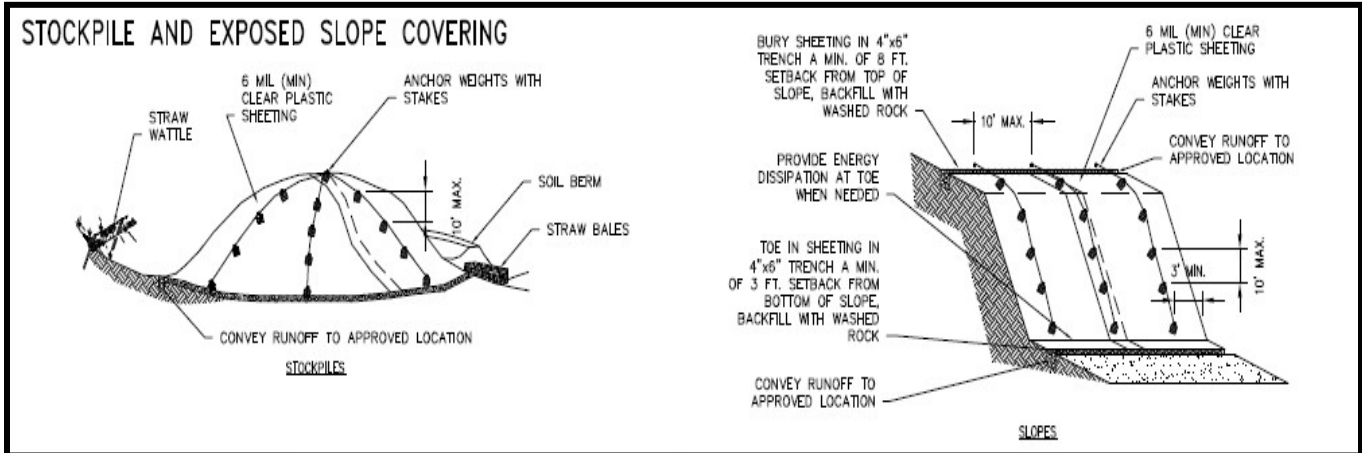 STOCKPILE AND EXPOSED SLOPE COVERING
6 MIL (MIN)
CLEAR PLASTIC
SHEETING
ANCHOR WEIGHTS WITH
STAKES
STRAW
WATTLE
10' MAX.
SOIL BERM
STRAW BALES
CONVEY RUNOFF TO APPROVED LOCATION
STOCKPILES
BURY SHEETING IN 4"x6"
TRENCH A MIN. OF 8 FT.
SETBACK FROM TOP OF
SLOPE, BACKFILL WITH
WASHED ROCK
6 MIL (MIN) CLEAR
PLASTIC SHEETING
ANCHOR WEIGHTS WITH
STAKES
10' MAX.
CONVEY RUNOFF TO
APPROVED LOCATION
PROVIDE ENERGY
DISSIPATION AT TOE
WHEN NEEDED
TOE IN SHEETING IN
4"x6" TRENCH A MIN.
OF 3 FT. SETBACK FROM
BOTTOM OF SLOPE,
BACKFILL WITH WASHED
ROCK
3' MIN.
10' MAX.
CONVEY RUNOFF TO
APPROVED LOCATION
SLOPES